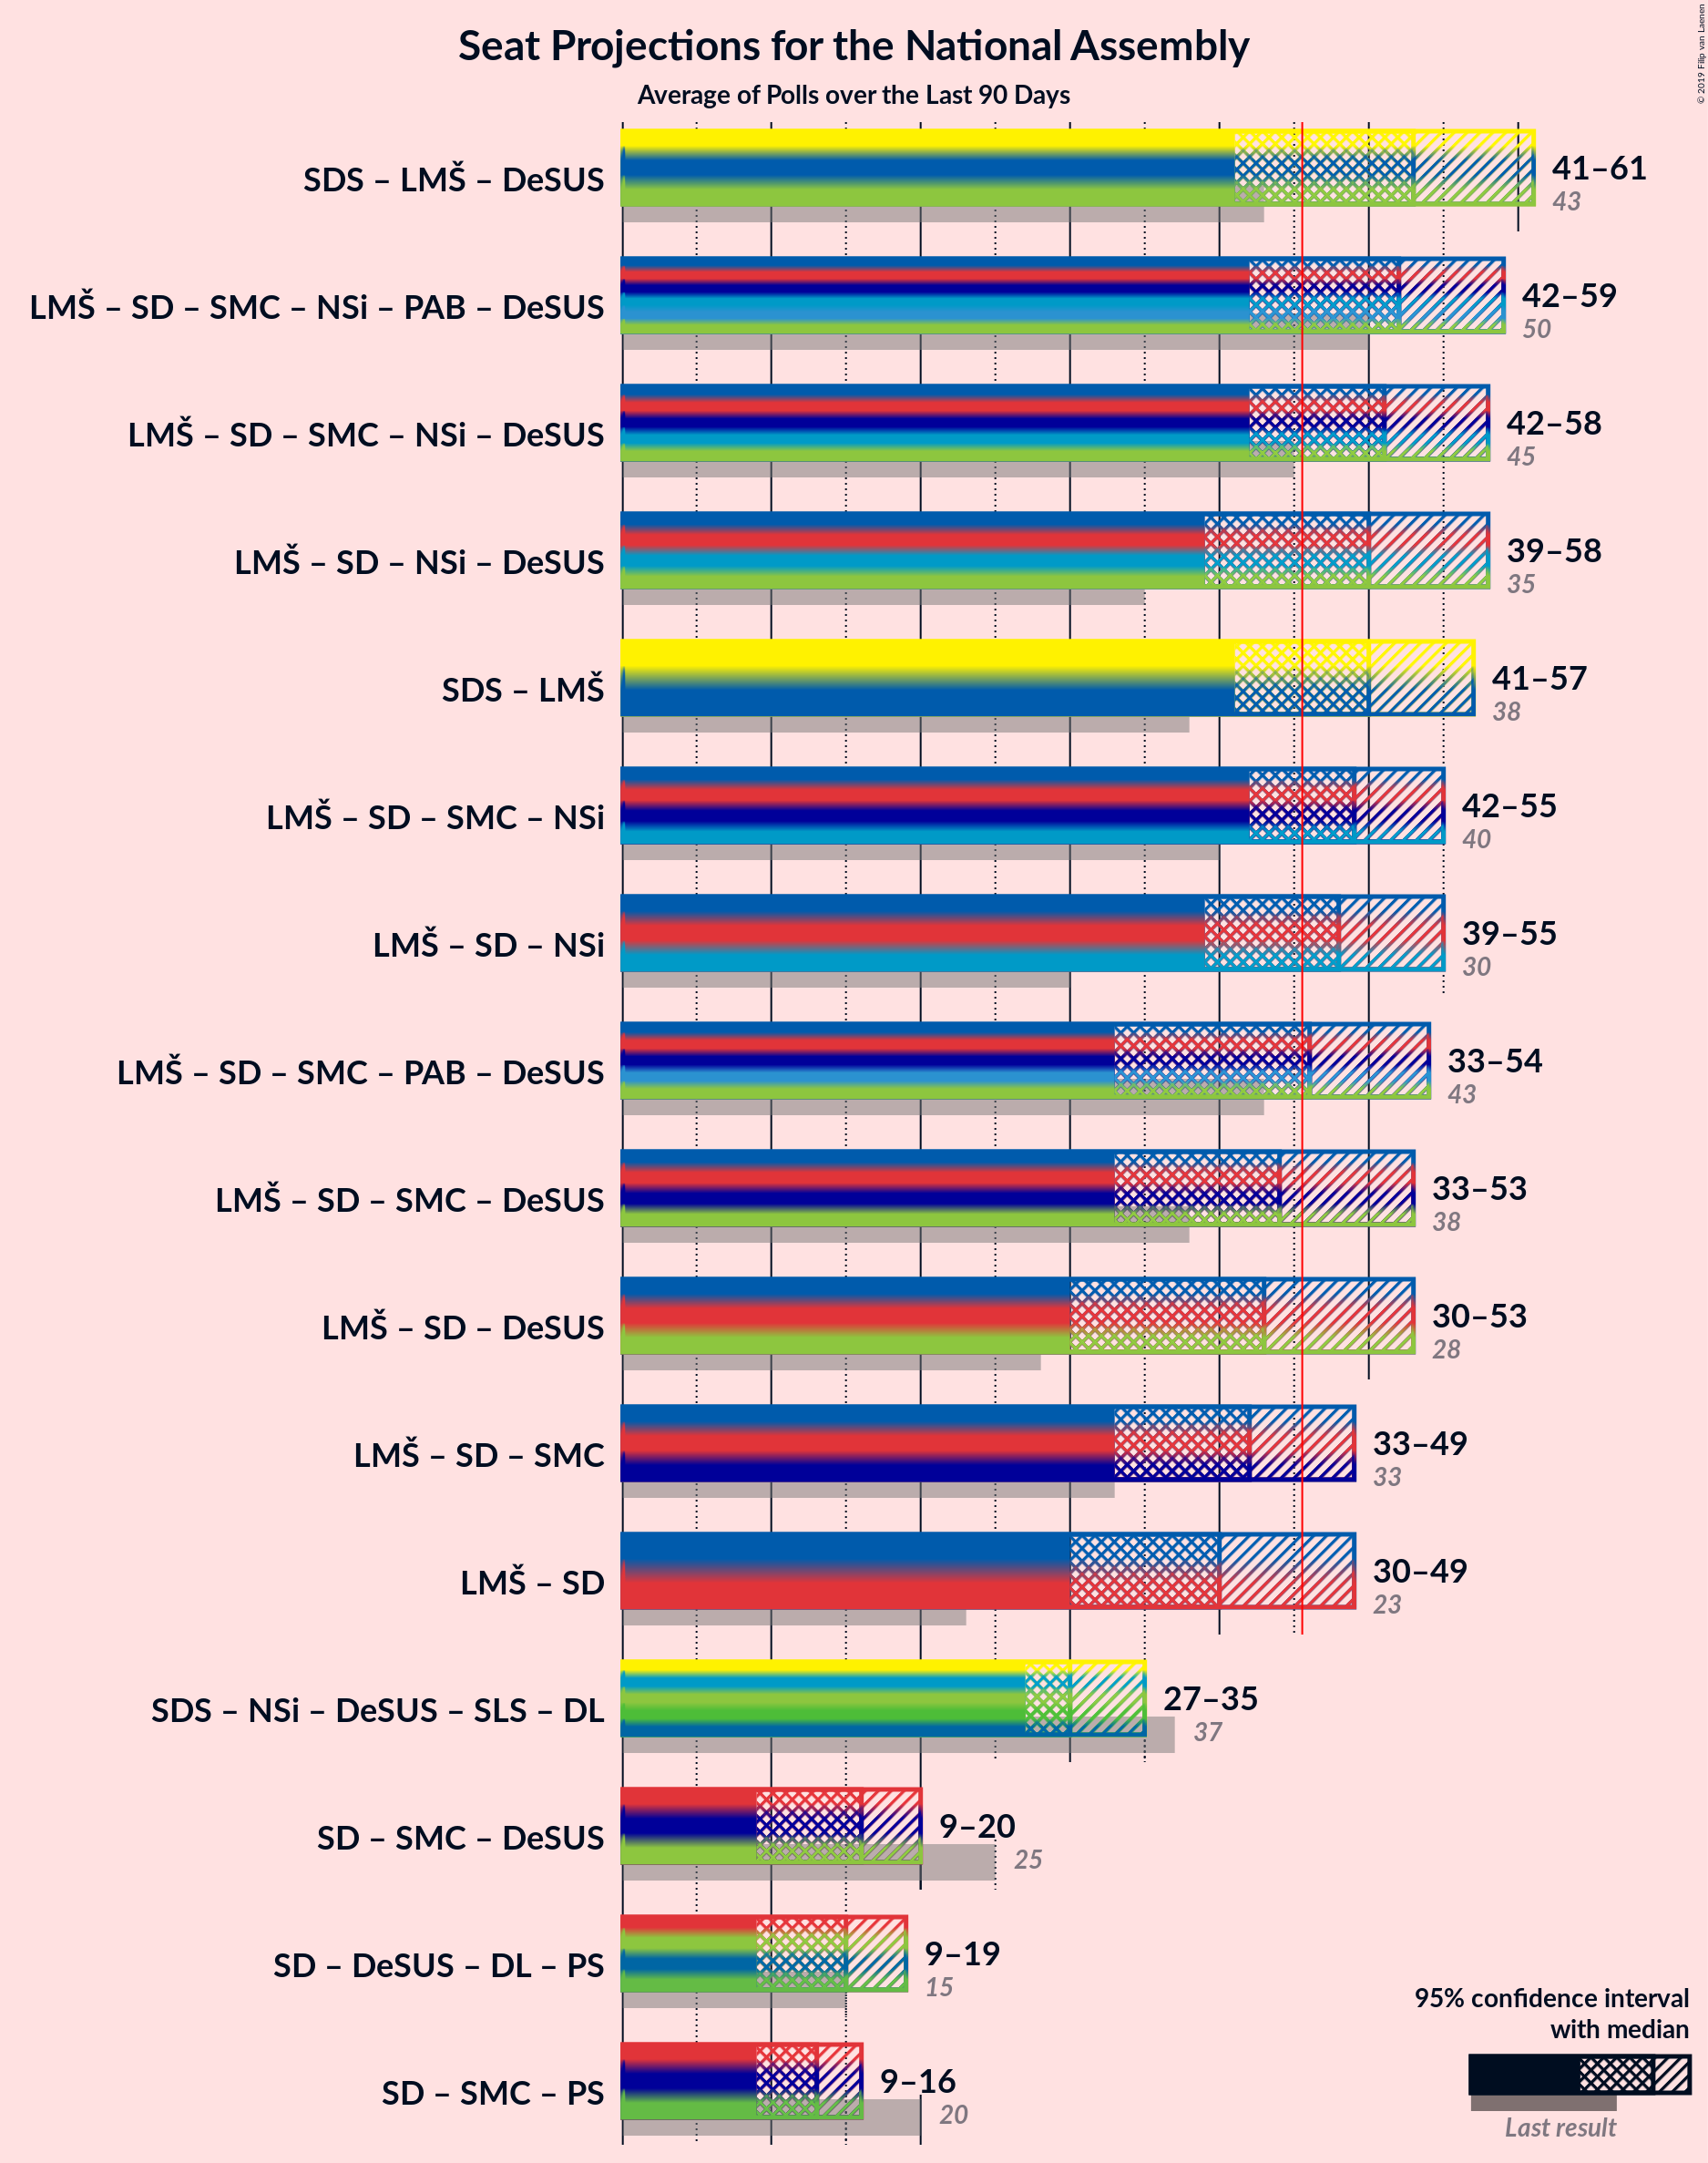 Seat Projections for the National Assembly
Average of Polls over the Last 90 Days
© 2019 Filip van Laenen
SDS – LMŠ – DeSUS
41–61
43
LMŠ – SD – SMC – NSi – PAB – DeSUS
42–59
50
LMŠ – SD – SMC – NSi – DeSUS
42–58
45
LMŠ – SD – NSi – DeSUS
39–58
35
SDS – LMŠ
41–57
38
LMŠ – SD – SMC – NSi
42–55
40
LMŠ – SD – NSi
39–55
30
LMŠ – SD – SMC – PAB – DeSUS
33–54
43
LMŠ – SD – SMC – DeSUS
33–53
38
LMŠ – SD – DeSUS
30–53
28
LMŠ – SD – SMC
33–49
33
LMŠ – SD
30–49
23
SDS – NSi – DeSUS – SLS – DL
27–35
37
SD – SMC – DeSUS
9–20
25
SD – DeSUS – DL – PS
9–19
15
SD – SMC – PS
9–16
20
95% confidence interval
with median
Last result